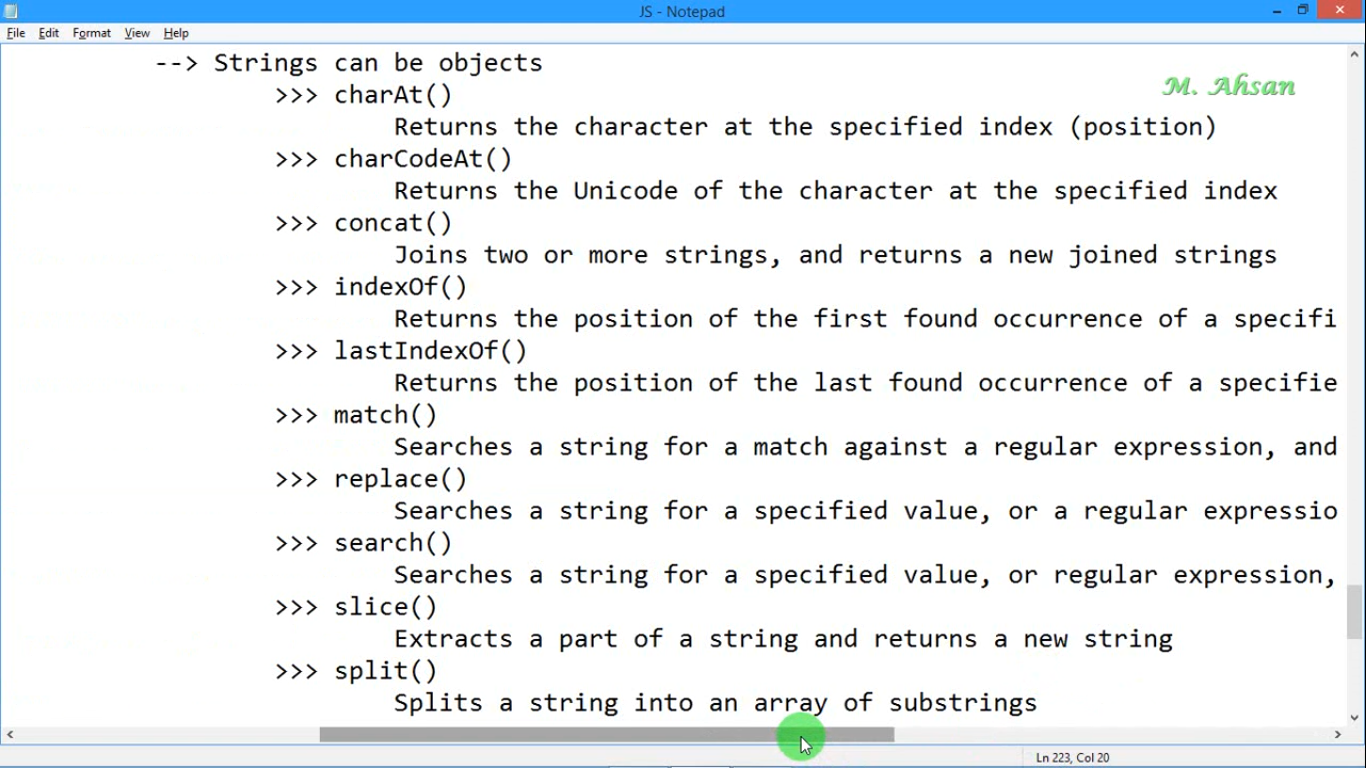 JS - Notepad
File Edit Format View Help
--> Strings can be objects
M. Ahsan
>>> charAt()
Returns the character at the specified index (position)
>>> charCodeAt()
Returns the Unicode of the character at the specified index
>>> concat()
Joins two or more strings, and returns a new joined strings
>>> indexOf()
Returns the position of the first found occurrence of a specifi
>>> lastIndexOf()
Returns the position of the last found occurrence of a specifie
>>> match()
Searches a string for a match against a regular expression, and
>>> replace()
Searches a string for a specified value, or a regular expressio
>>> search()
Searches a string for a specified value, or regular expression,
>>> slice()
Extracts a part of a string and returns a new string
>>> split()
Splits a string into an array of substrings
Ln 223, Col 20